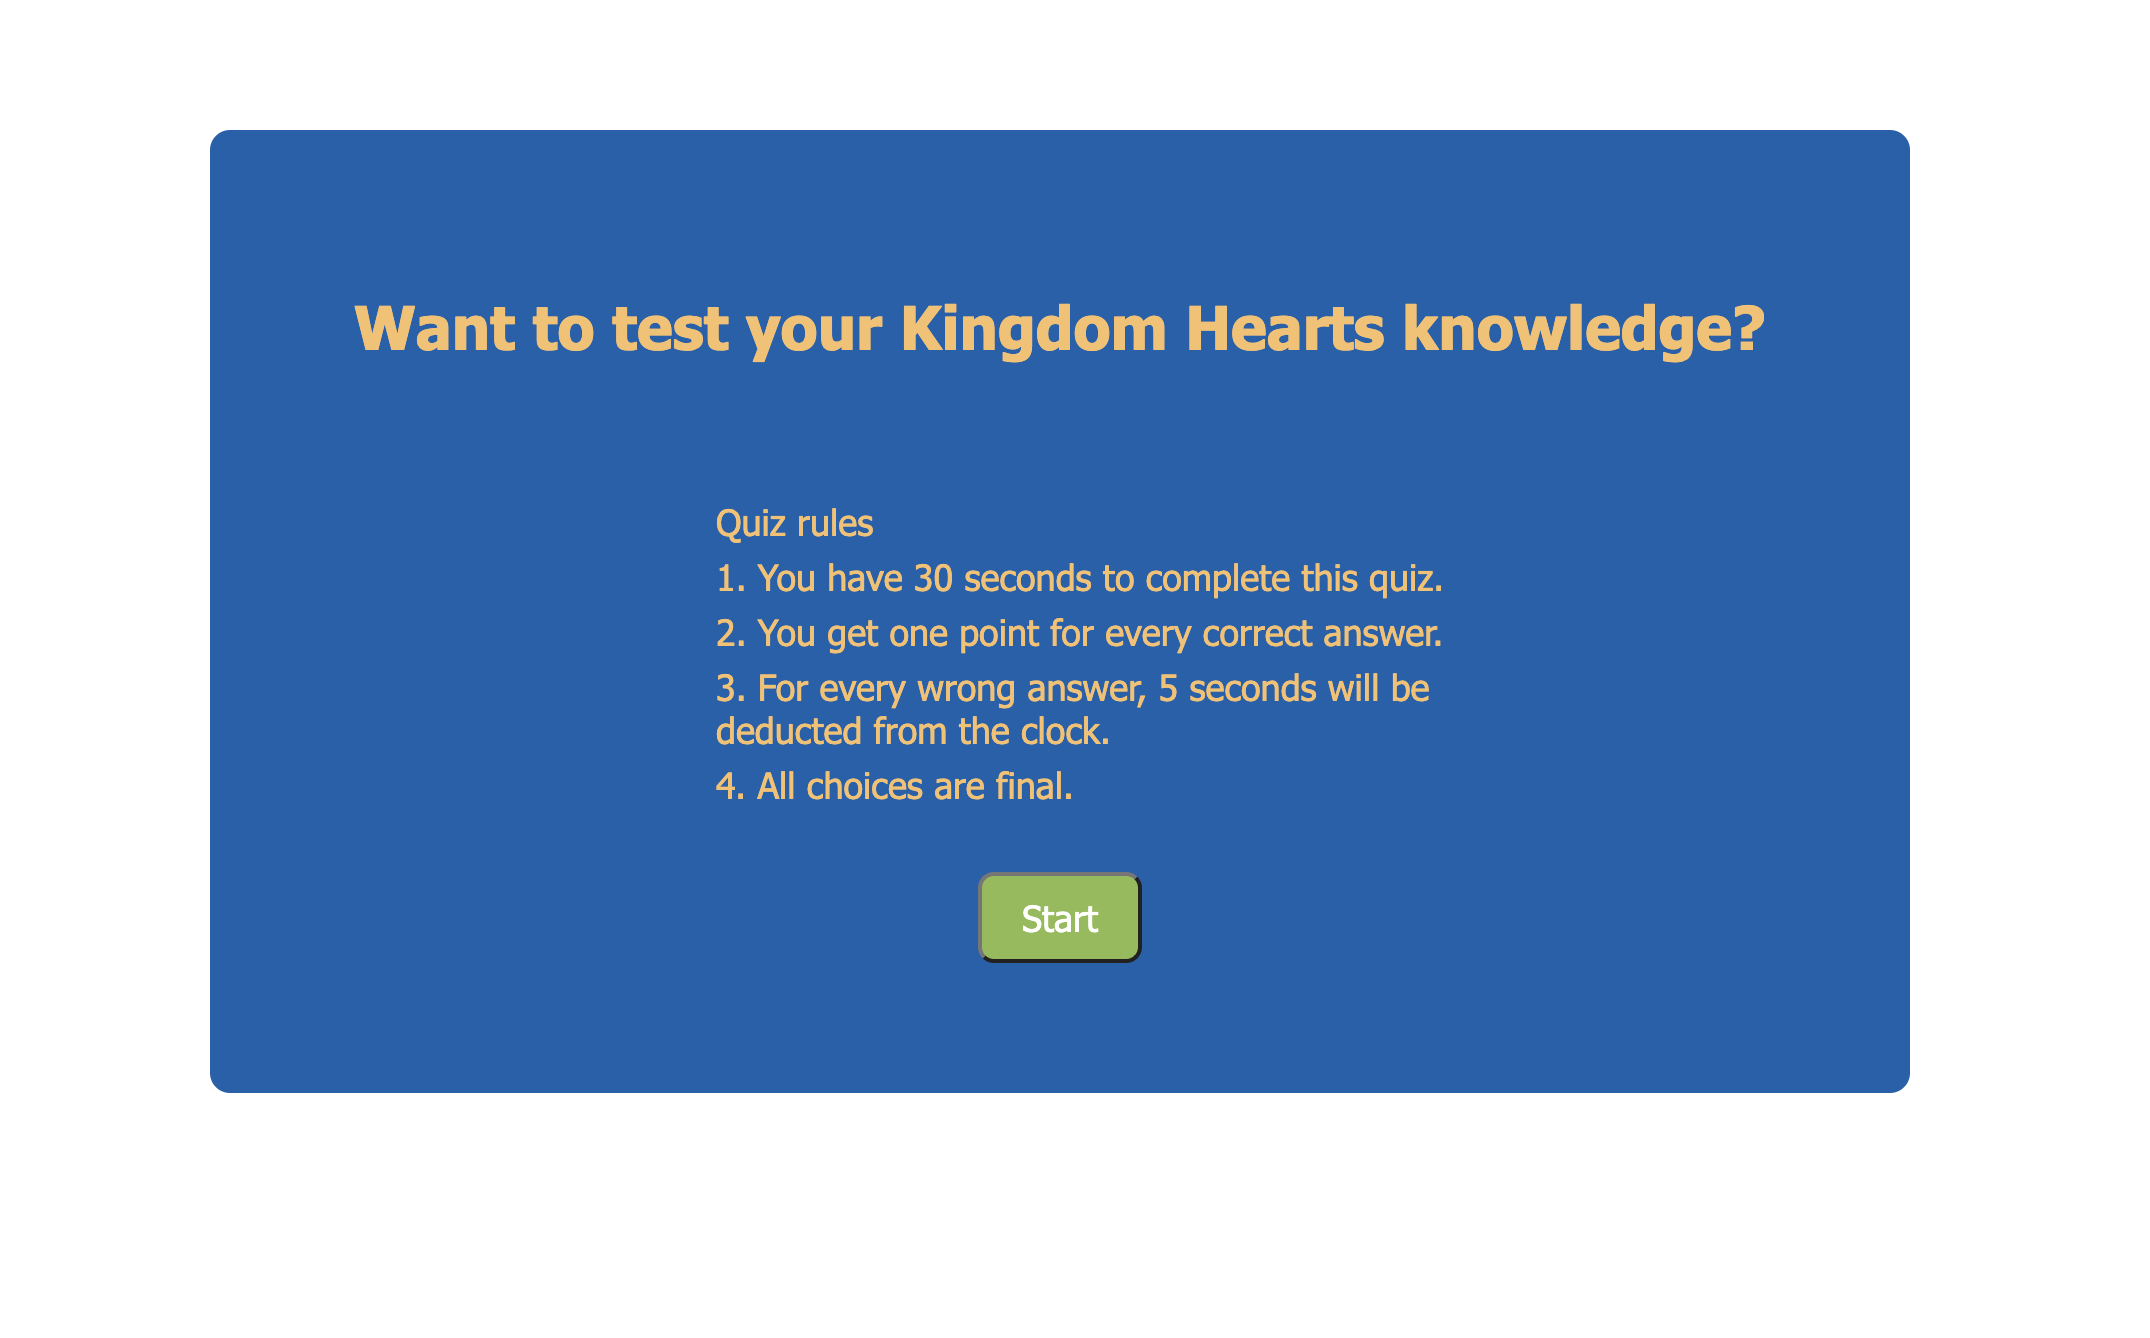 Want to test your Kingdom Hearts knowledge?
Quiz rules
1. You have 30 seconds to complete this quiz.
2. You get one point for every correct answer.
3. For every wrong answer, 5 seconds will be
deducted from the clock.
4. All choices are final.
Start